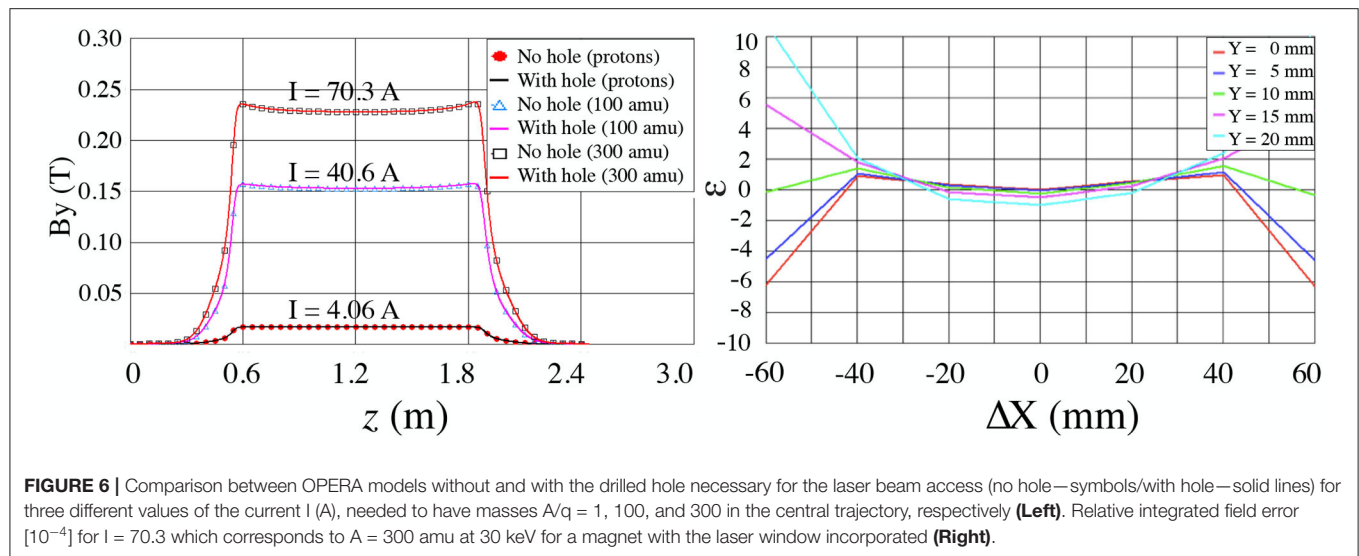 0.30
0.25
0.20
0.15
0.10
0.05
By (T)
I = 70.3 A
I = 40.6 A
I = 4.06 A
No hole (protons)
With hole (protons)
No hole (100 amu)
With hole (100 amu)
No hole (300 amu)
With hole (300 amu)
0 0.6 1.2 1.8 2.4 3.0
z (m)
10
8
6
4
2
0
-2
-4
-6
-8
-10
ε
Y = 0 mm
Y = 5 mm
Y = 10 mm
Y = 15 mm
Y = 20 mm
-60 -40 -20 0 20 40 60
ΔX (mm)
FIGURE 6 | Comparison between OPERA models without and with the drilled hole necessary for the laser beam access (no hole—symbols/with hole—solid lines) for
three different values of the current I (A), needed to have masses A/q = 1, 100, and 300 in the central trajectory, respectively (Left). Relative integrated field error
[10⁻⁴] for I = 70.3 which corresponds to A = 300 amu at 30 keV for a magnet with the laser window incorporated (Right).